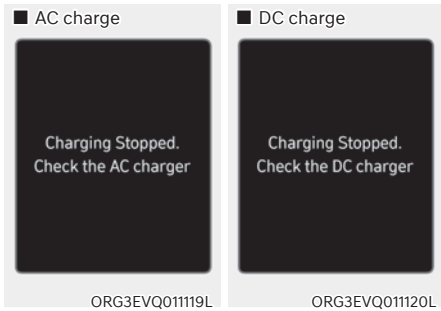 ■ AC charge
Charging Stopped.
Check the AC charger
ORG3EVQ011119L
■ DC charge
Charging Stopped.
Check the DC charger
ORG3EVQ011120L